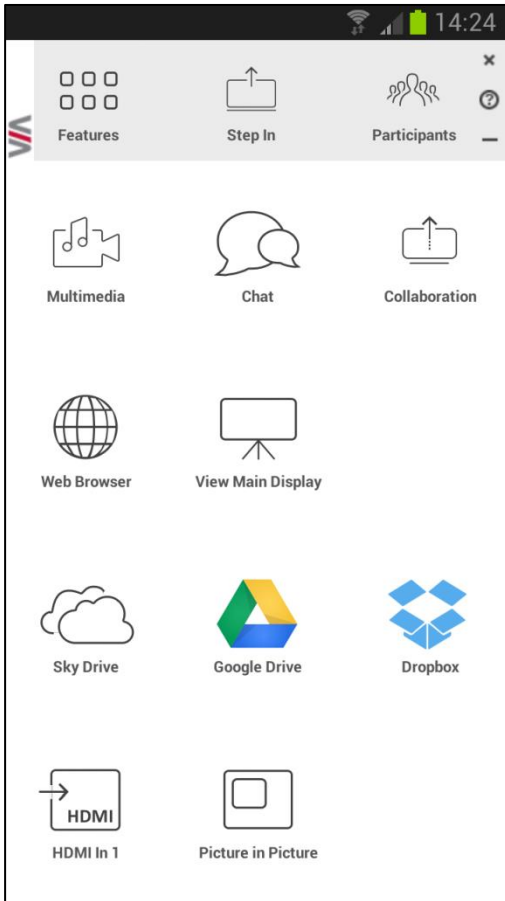 14:24
Features Step In Participants
Multimedia Chat Collaboration
Web Browser View Main Display
Sky Drive Google Drive Dropbox
HDMI
HDMI In 1 Picture in Picture